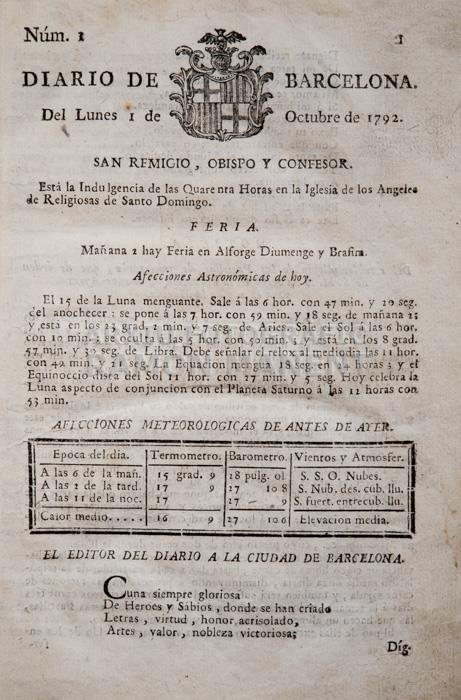 Núm. 1 1
DIARIO DE BARCELONA.
Del Lunes 1 de Octubre de 1792.
SAN REMIGIO, OBISPO Y CONFESOR.
Está la Indulgencia de las Quarenta Horas en la Iglesia de los Angeles
de Religiosas de Santo Domingo.
FERIA.
Mañana 2 hay Feria en Alforge Diumenge y Brafim.
Afecciones Astronómicas de hoy.
El 15 de la Luna menguante. Sale á las 6 hor. con 47 min. y 20 seg.
del anochecer: se pone á las 7 hor. con 59 min. y 18 seg. de mañana 2;
y está en los 23 grad. 2 min. y 7 seg. de Aries. Sale el Sol á las 6 hor.
con 10 min.; se oculta á las 5 hor. con 50 min.; y está en los 8 grad.
57 min. y 30 seg. de Libra. Debe señalar el relox al mediodia las 11 hor.
con 49 min. y 21 seg. La Equacion mengua 18 seg. en 24 horas; y el
Equinoccio dista del Sol 11 hor. con 27 min. y 5 seg. Hoy celebra la
Luna aspecto de conjuncion con el Planeta Saturno á las 12 horas con
53 min.
AFECCIONES METEOROLOGICAS DE ANTES DE AYER.
Epoca del dia. Termometro. Barometro. Vientos y Atmosfer.
A las 6 de la mañ. 15 grad. 9 28 pulg. ol S. S. O. Nubes.
A las 2 de la tard. 17 9 27 10 8 S. Nub. des. cub. llu.
A las 11 de la noc. 17 27 — 9 S. fuert. entrecub. llu.
Calor medio..... 16 9 27 10 6 Elevacion media.
EL EDITOR DEL DIARIO A LA CIUDAD DE BARCELONA.
Cuna siempre gloriosa
De Heroes y Sábios, donde se han criado
Letras, virtud, honor acrisolado,
Artes, valor, nobleza victoriosa;
Dig.